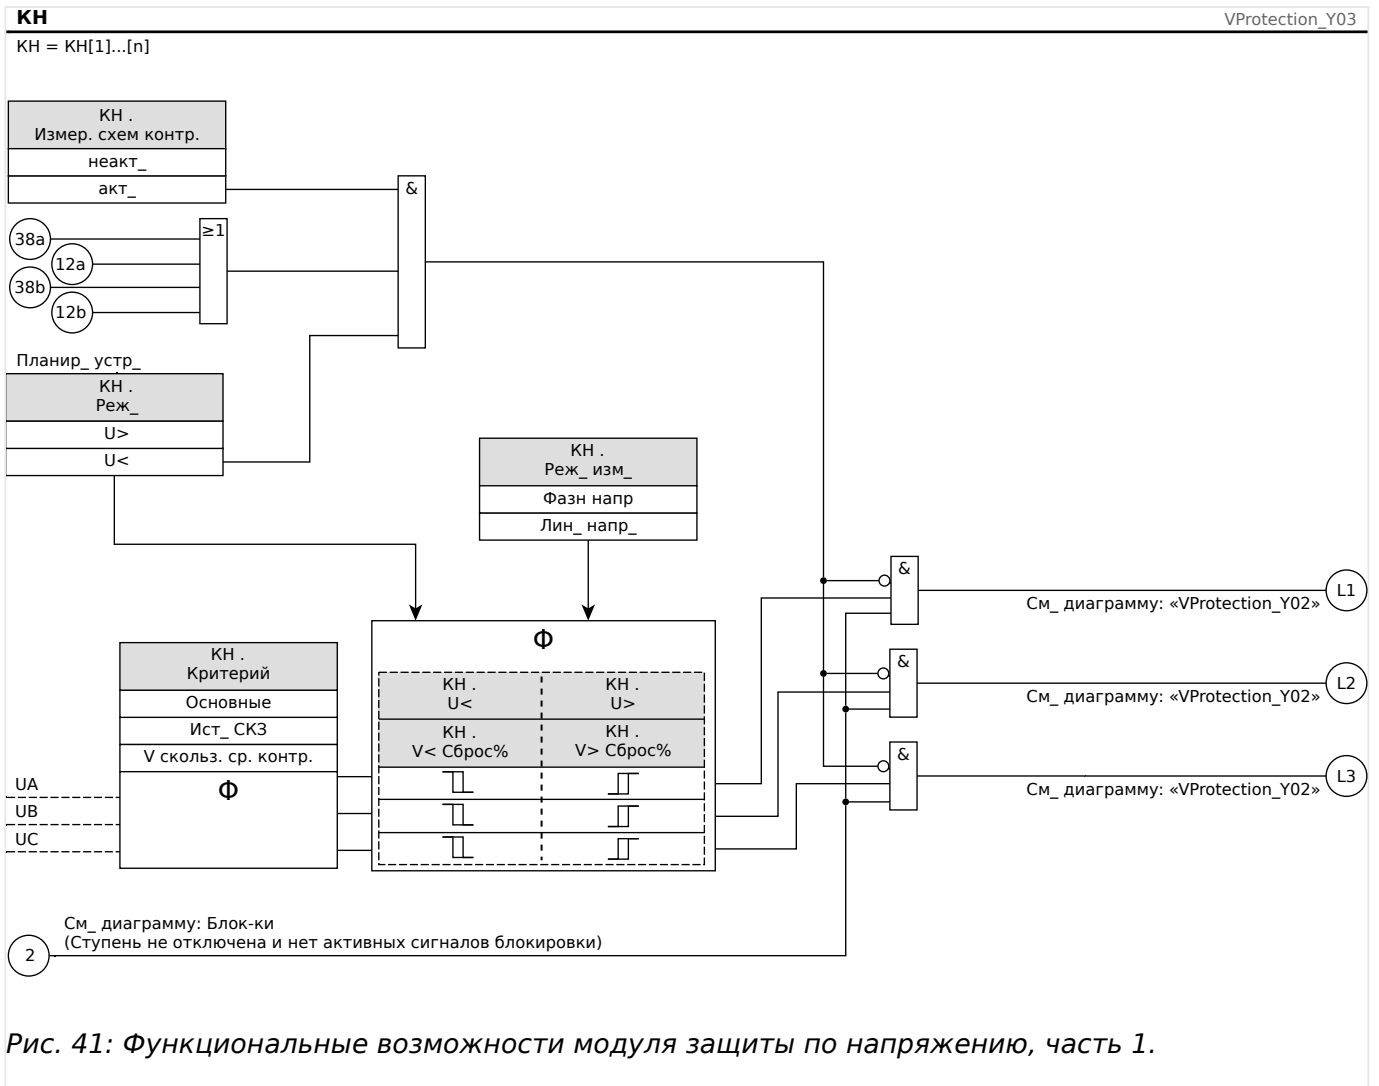 КН
VProtection_Y03
КН = КН[1]...[n]
КН .
Измер. схем контр.
неакт_
акт_
&
38a
12a
38b
12b
≥1
Планир_ устр_
КН .
Реж_
U>
U<
КН .
Реж_ изм_
Фазн напр
Лин_ напр_
&
L1
См_ диаграмму: «VProtection_Y02»
Ф
КН .
Критерий
Основные
Ист_ СКЗ
V скольз. ср. контр.
Ф
UA
UB
UC
КН .
U<
КН .
U>
КН .
V< Сброс%
КН .
V> Сброс%
&
L2
См_ диаграмму: «VProtection_Y02»
&
L3
См_ диаграмму: «VProtection_Y02»
См_ диаграмму: Блок-ки
(Ступень не отключена и нет активных сигналов блокировки)
2
Рис. 41: Функциональные возможности модуля защиты по напряжению, часть 1.